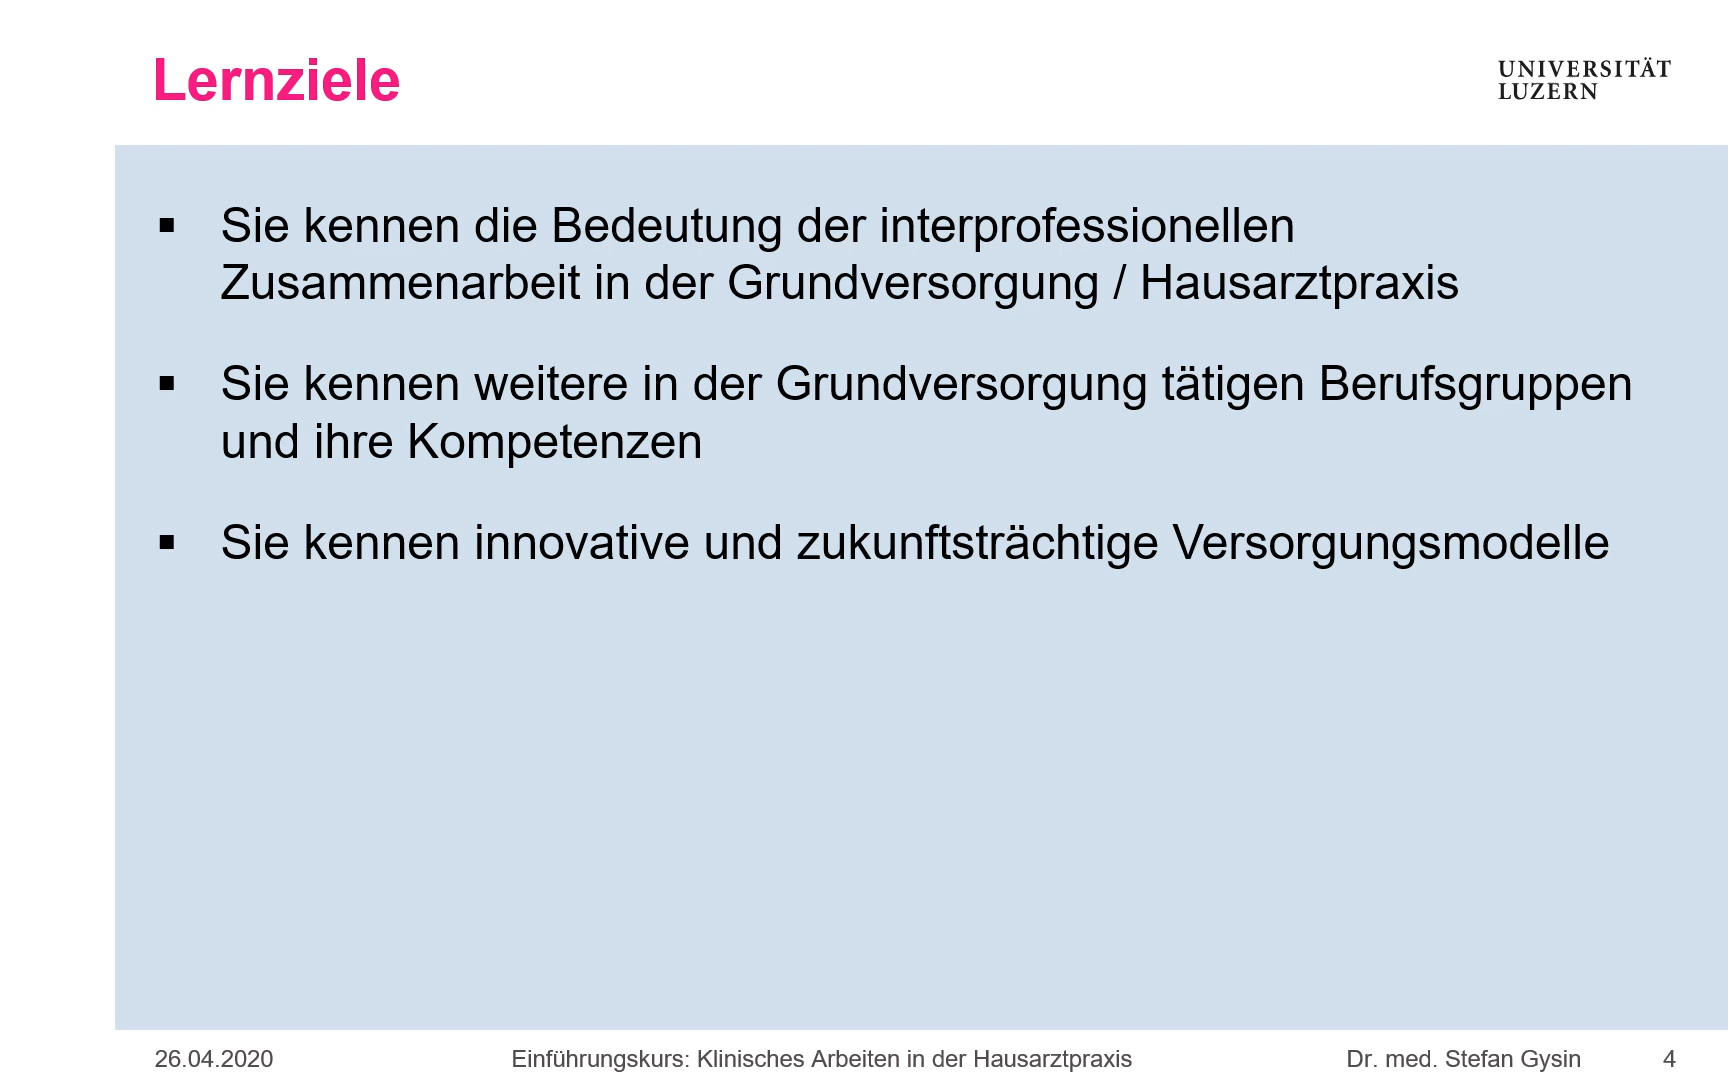 Lernziele
UNIVERSITÄT
LUZERN
▪ Sie kennen die Bedeutung der interprofessionellen
Zusammenarbeit in der Grundversorgung / Hausarztpraxis
▪ Sie kennen weitere in der Grundversorgung tätigen Berufsgruppen
und ihre Kompetenzen
▪ Sie kennen innovative und zukunftsträchtige Versorgungsmodelle
26.04.2020 Einführungskurs: Klinisches Arbeiten in der Hausarztpraxis Dr. med. Stefan Gysin 4